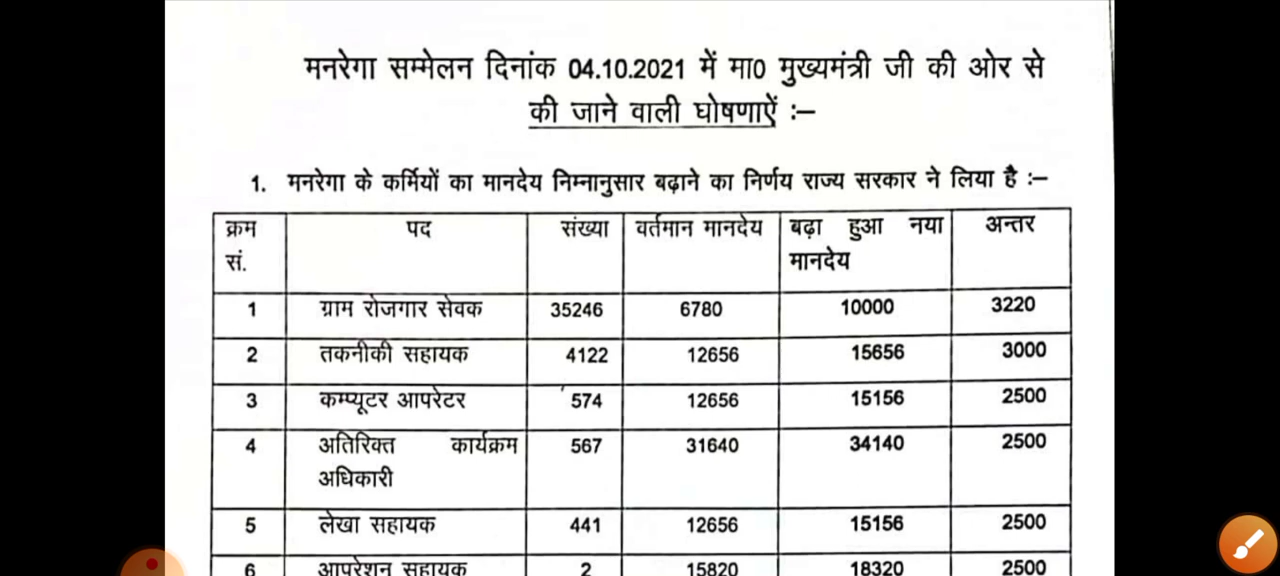 मनरेगा सम्मेलन दिनांक 04.10.2021 में मा0 मुख्यमंत्री जी की ओर से
की जाने वाली घोषणाऐं :–
1. मनरेगा के कर्मियों का मानदेय निम्नानुसार बढ़ाने का निर्णय राज्य सरकार ने लिया है :–
क्रम सं. पद संख्या वर्तमान मानदेय बढ़ा हुआ नया मानदेय अन्तर
1 ग्राम रोजगार सेवक 35246 6780 10000 3220
2 तकनीकी सहायक 4122 12656 15656 3000
3 कम्प्यूटर आपरेटर 574 12656 15156 2500
4 अतिरिक्त कार्यक्रम अधिकारी 567 31640 34140 2500
5 लेखा सहायक 441 12656 15156 2500
6 आपरेशन सहायक 2 15820 18320 2500